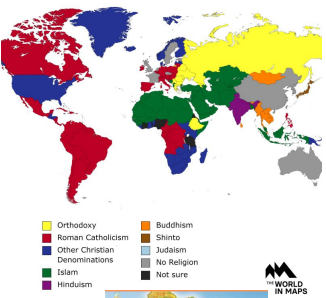 Orthodoxy
Roman Catholicism
Other Christian
Denominations
Islam
Hinduism
Buddhism
Shinto
Judaism
No Religion
Not sure
THE WORLD
IN MAPS